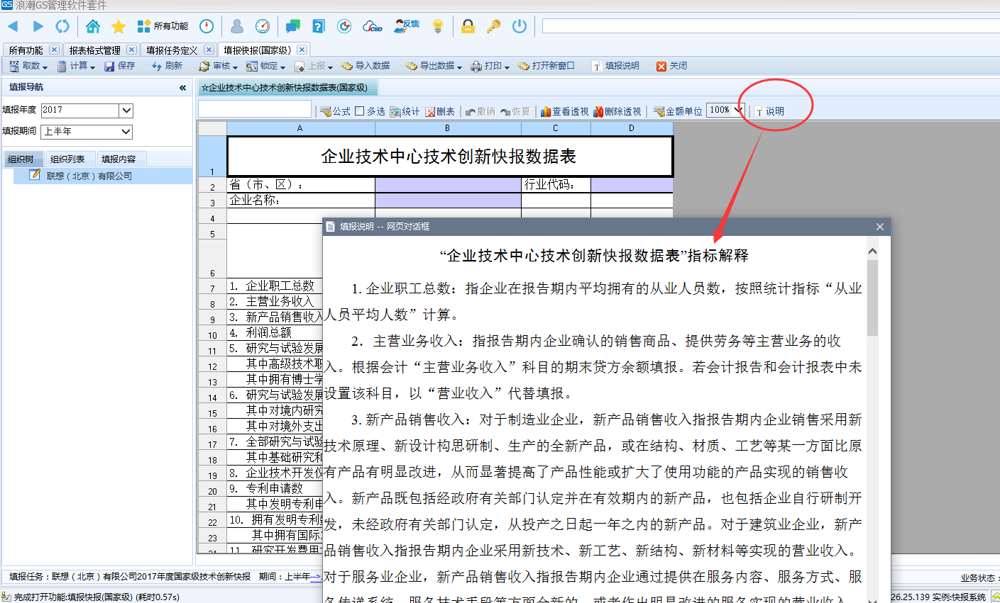 浪潮GS管理软件套件
所有功能
反馈
所有功能 报表格式管理 填报任务定义 填报快报(国家级)
取数 计算 保存 刷新 审核 锁定 上报 导入数据 导出数据 打印 打开新窗口 T 填报说明 关闭
填报导航
填报年度 2017
填报期间 上半年
组织树 组织列表 填报内容
联想（北京）有限公司
☆企业技术中心技术创新快报数据表(国家级)
公式 多选 统计 删表 撤销 恢复 查看透视 删除透视 金额单位 100% T 说明
A B C D
1 企业技术中心技术创新快报数据表
2 省（市、区）： 行业代码：
3 企业名称：
4
5
6
7 1. 企业职工总数
8 2. 主营业务收入
9 3. 新产品销售收入
10 4. 利润总额
11 5. 研究与试验发展
12 其中高级技术职
13 其中拥有博士学
14 6. 研究与试验发展
15 其中对境内研究
16 其中对境外支出
17 7. 全部研究与试验
18 其中基础研究和
19 8. 企业技术开发仪
20 9. 专利申请数
21 其中发明专利申
22 10. 拥有发明专利数
23 其中拥有国际
24 11. 研究开发费用
填报说明 -- 网页对话框
“企业技术中心技术创新快报数据表”指标解释
1. 企业职工总数：指企业在报告期内平均拥有的从业人员数，按照统计指标“从业
人员平均人数”计算。
2．主营业务收入：指报告期内企业确认的销售商品、提供劳务等主营业务的收
入。根据会计“主营业务收入”科目的期末贷方余额填报。若会计报告和会计报表中未
设置该科目，以“营业收入”代替填报。
3. 新产品销售收入：对于制造业企业，新产品销售收入指报告期内企业销售采用新
技术原理、新设计构思研制、生产的全新产品，或在结构、材质、工艺等某一方面比原
有产品有明显改进，从而显著提高了产品性能或扩大了使用功能的产品实现的销售收
入。新产品既包括经政府有关部门认定并在有效期内的新产品，也包括企业自行研制开
发，未经政府有关部门认定，从投产之日起一年之内的新产品。对于建筑业企业，新产
品销售收入指报告期内企业采用新技术、新工艺、新结构、新材料等实现的营业收入。
对于服务业企业，新产品销售收入指报告期内企业通过提供在服务内容、服务方式、服
务传递系统、服务技术手段等方面全新的、或者作出明显改进的服务实现的营业收入
填报任务：联想（北京）有限公司2017年度国家级技术创新快报 期间：上半年-->
业务状态：
完成打开功能:填报快报(国家级) (耗时0.57s)
26.25.139 实例:快报系统